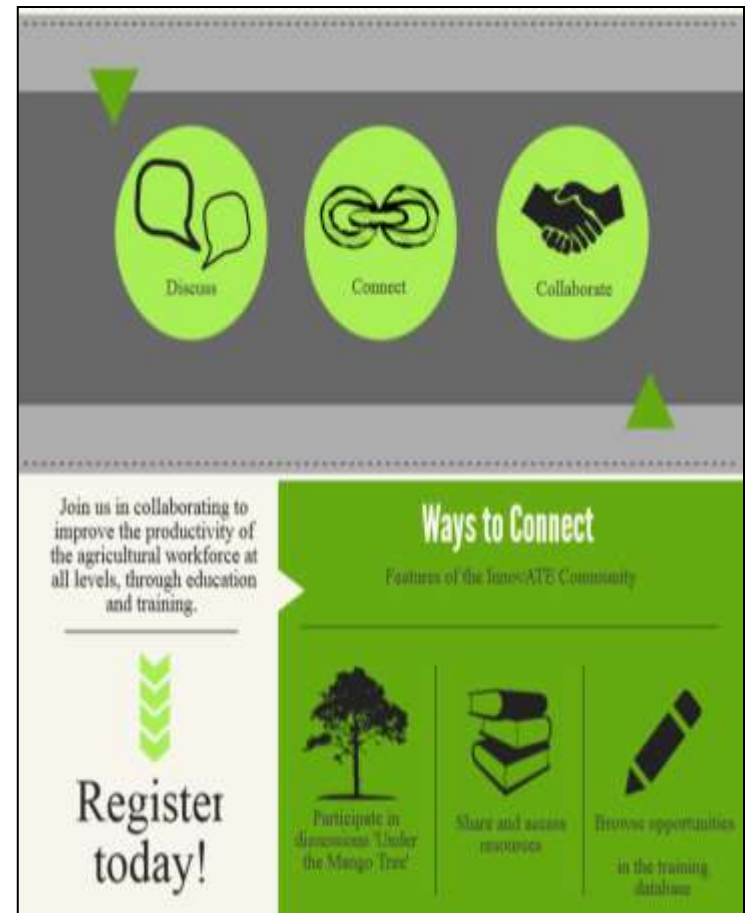 Discuss
Connect
Collaborate
Join us in collaborating to
improve the productivity of
the agricultural workforce at
all levels, through education
and training.
Register
today!
Ways to Connect
Features of the InnovATE Community
Participate in
discussions 'Under
the Mango Tree'
Share and access
resources
Browse opportunities
in the training
database